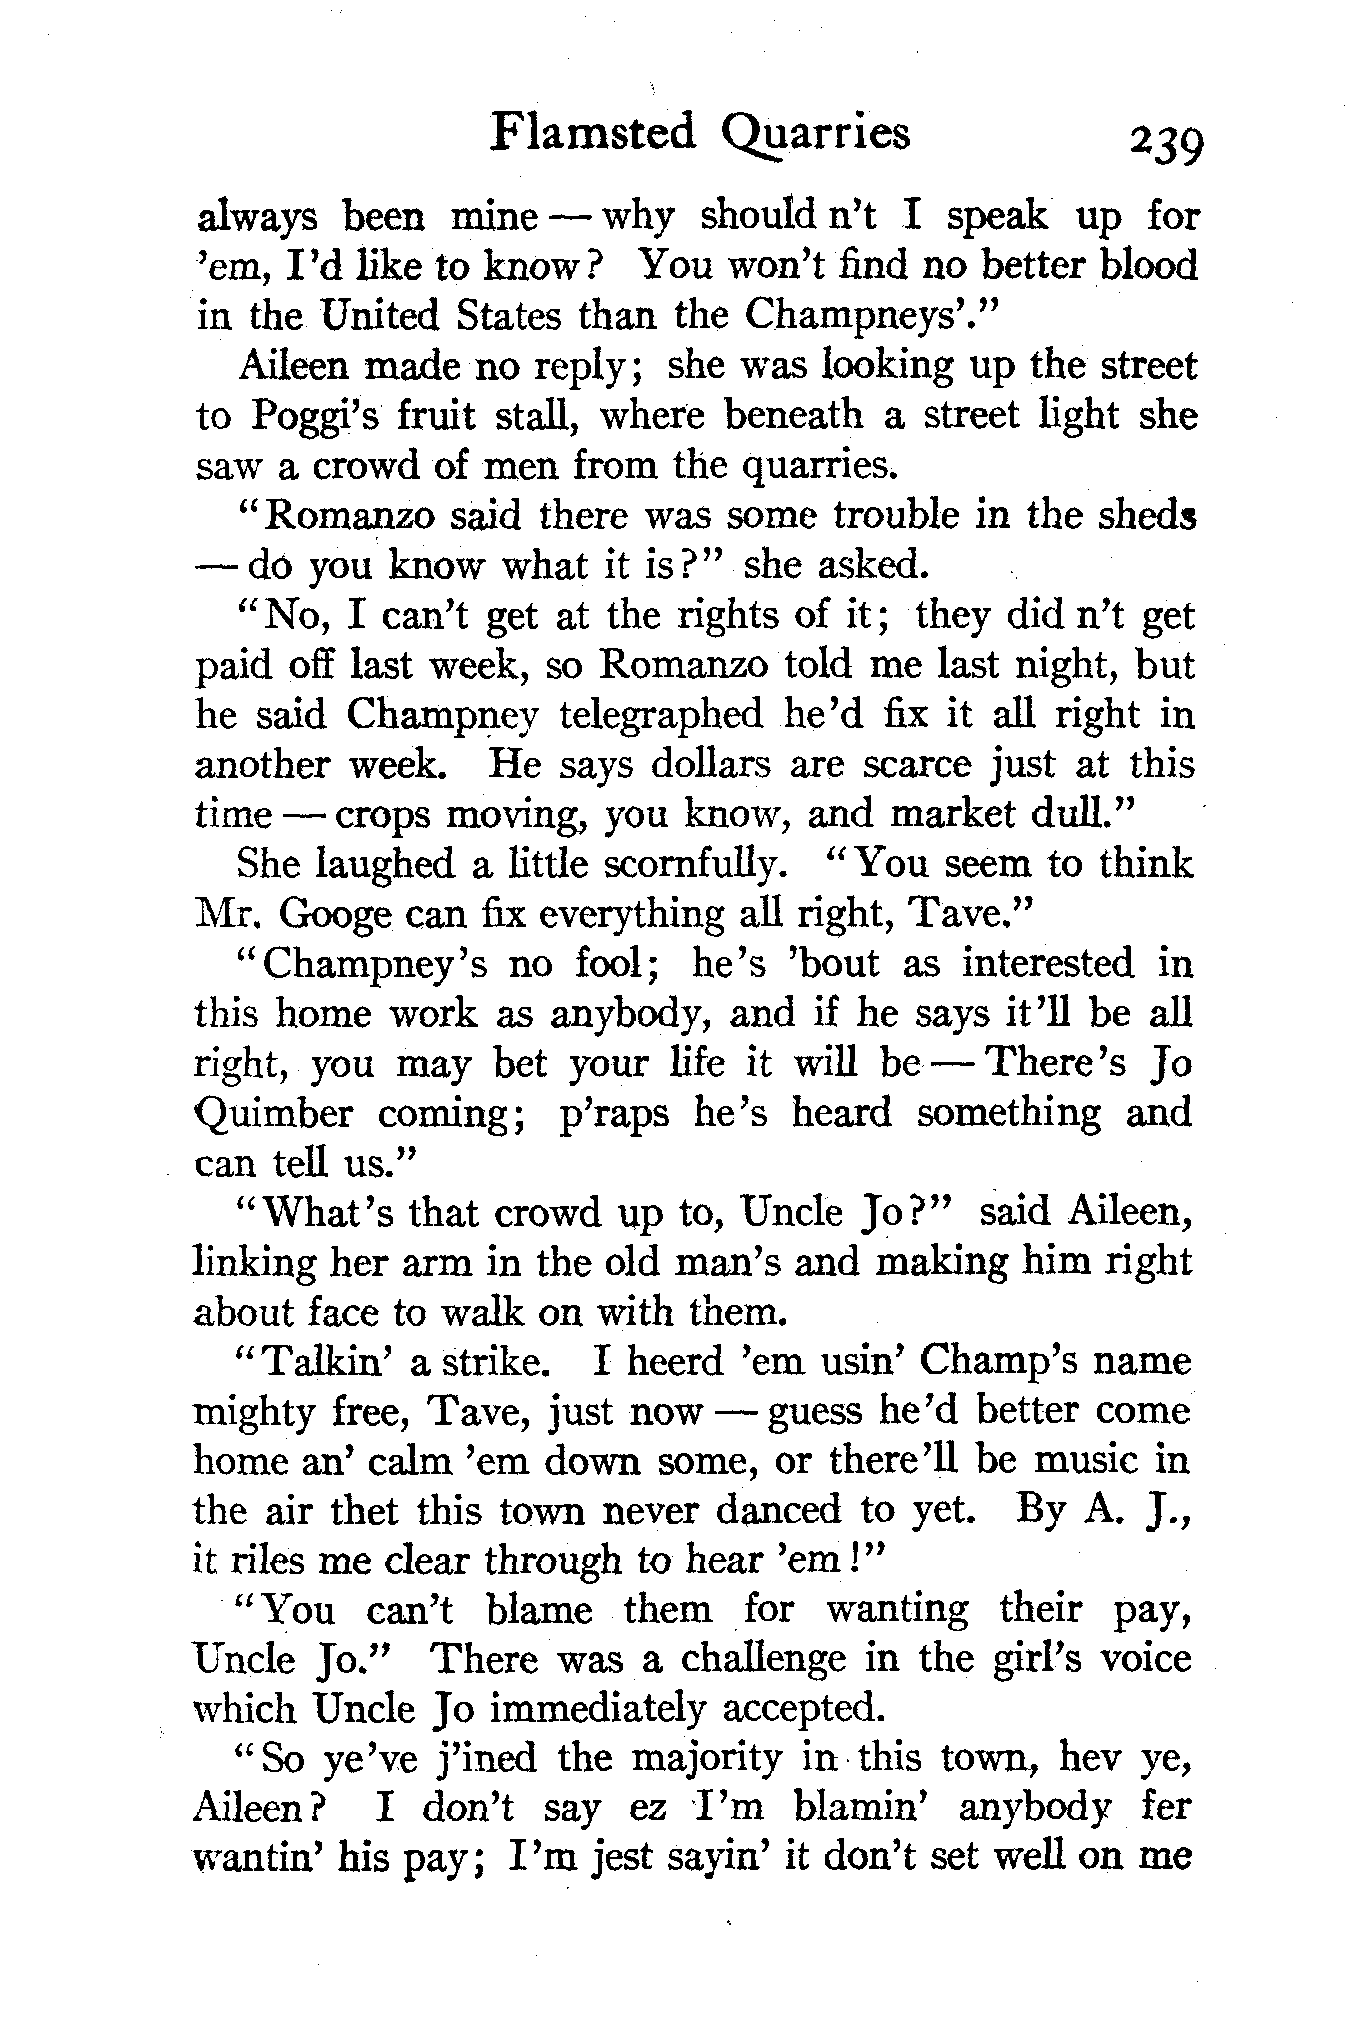 Flamsted Quarries 239
always been mine — why should n't I speak up for
'em, I'd like to know? You won't find no better blood
in the United States than the Champneys'."
Aileen made no reply; she was looking up the street
to Poggi's fruit stall, where beneath a street light she
saw a crowd of men from the quarries.
"Romanzo said there was some trouble in the sheds
— do you know what it is?" she asked.
"No, I can't get at the rights of it; they did n't get
paid off last week, so Romanzo told me last night, but
he said Champney telegraphed he'd fix it all right in
another week. He says dollars are scarce just at this
time — crops moving, you know, and market dull."
She laughed a little scornfully. "You seem to think
Mr. Googe can fix everything all right, Tave."
"Champney's no fool; he's 'bout as interested in
this home work as anybody, and if he says it'll be all
right, you may bet your life it will be — There's Jo
Quimber coming; p'raps he's heard something and
can tell us."
"What's that crowd up to, Uncle Jo?" said Aileen,
linking her arm in the old man's and making him right
about face to walk on with them.
"Talkin' a strike. I heerd 'em usin' Champ's name
mighty free, Tave, just now — guess he'd better come
home an' calm 'em down some, or there'll be music in
the air thet this town never danced to yet. By A. J.,
it riles me clear through to hear 'em!"
"You can't blame them for wanting their pay,
Uncle Jo." There was a challenge in the girl's voice
which Uncle Jo immediately accepted.
"So ye've j'ined the majority in this town, hev ye,
Aileen? I don't say ez I'm blamin' anybody fer
wantin' his pay; I'm jest sayin' it don't set well on me